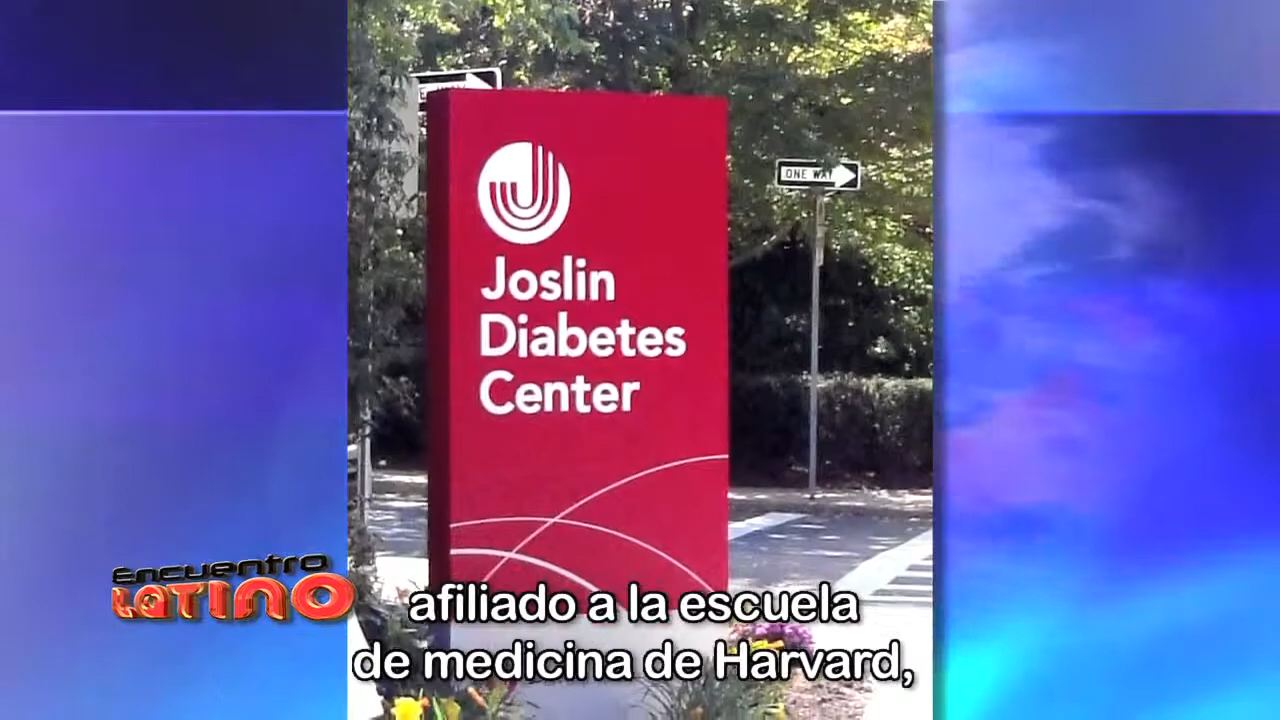 ONE WAY
Joslin
Diabetes
Center
Encuentro
LATINO
afiliado a la escuela
de medicina de Harvard,